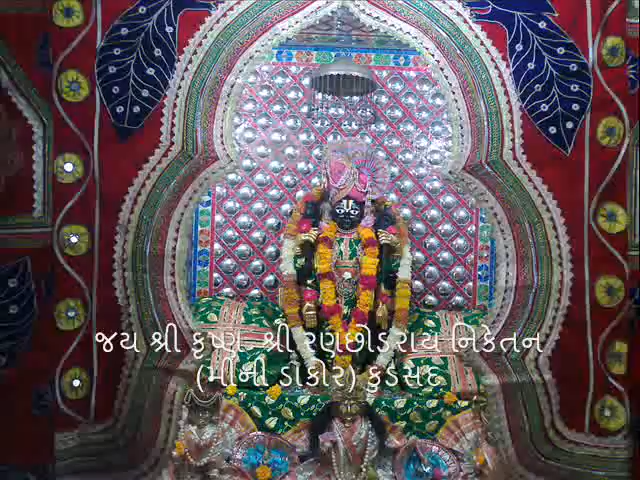 જય શ્રી કૃષ્ણ શ્રી રણછોડરાય નિકેતન
(મીની ડાકોર) કુડસદ